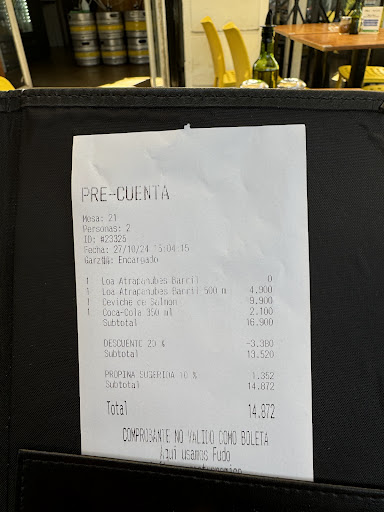 PRE-CUENTA
Mesa: 21
Personas: 2
ID: #23325
Fecha: 27/10/24 15:04:15
Encargado
1 Loa Atrapanubes Barril 0
1 Loa Atrapanubes Barril 500 m 4.900
1 Ceviche de Salmon 9.900
1 Coca-Cola 350 ml 2.100
Subtotal 16.900
DESCUENTO 20 % -3.380
Subtotal 13.520
PROPINA SUGERIDA 10 % 1.352
Subtotal 14.872
Total 14.872
COMPROBANTE NO VALIDO COMO BOLETA
Aqui usamos Fudo